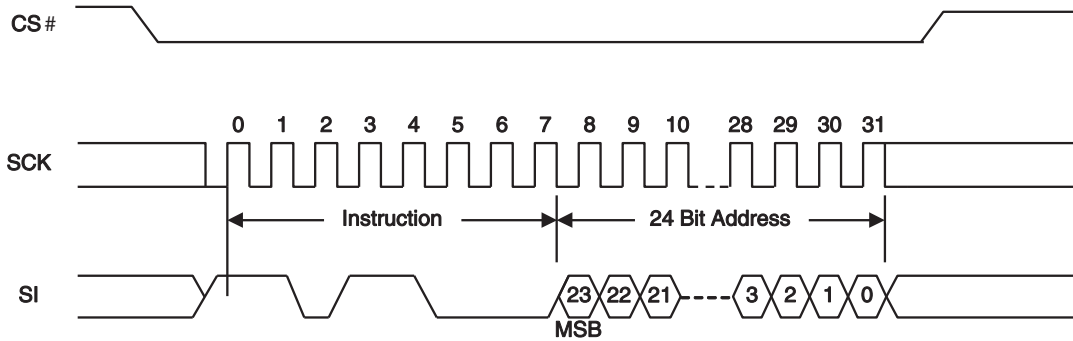 CS #
0 1 2 3 4 5 6 7 8 9 10 28 29 30 31
SCK
Instruction 24 Bit Address
SI 23 22 21 3 2 1 0
MSB